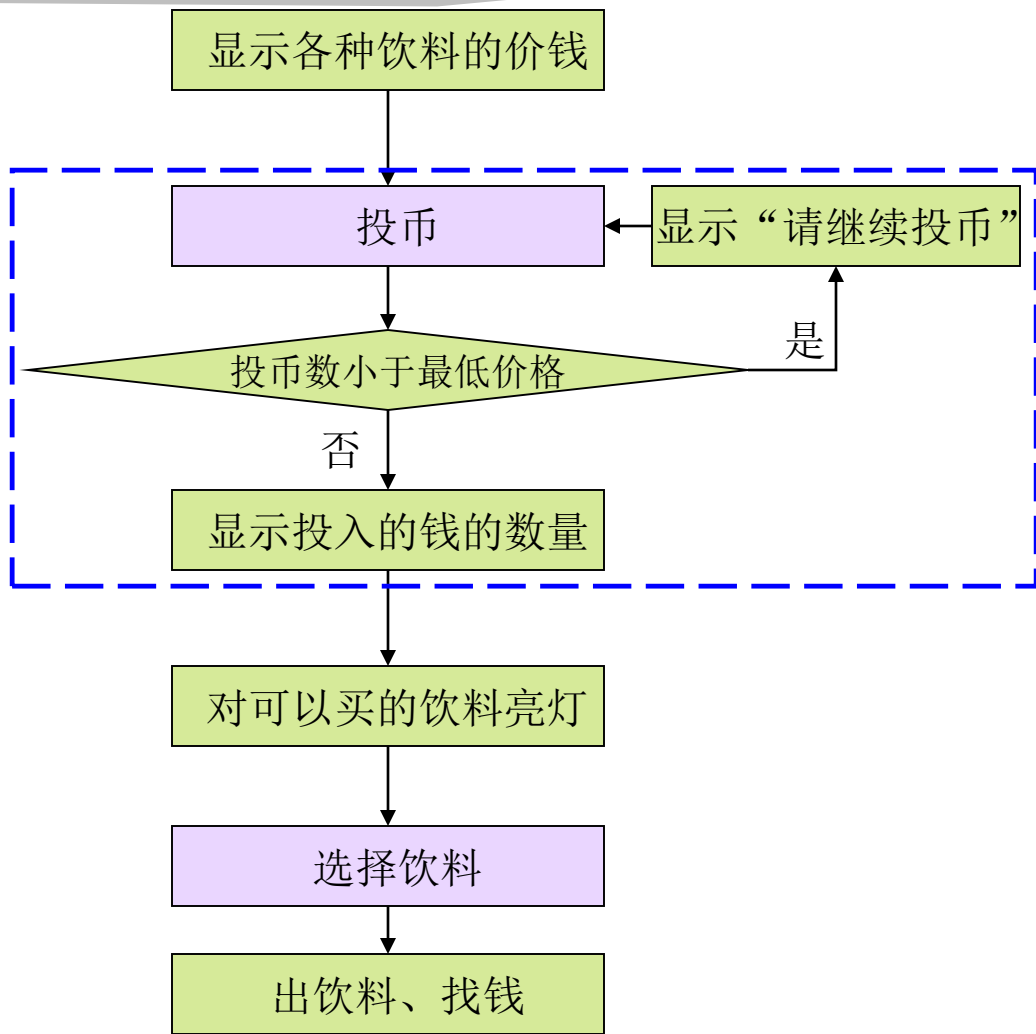 显示各种饮料的价钱
投币
显示“请继续投币”
投币数小于最低价格
是
否
显示投入的钱的数量
对可以买的饮料亮灯
选择饮料
出饮料、找钱